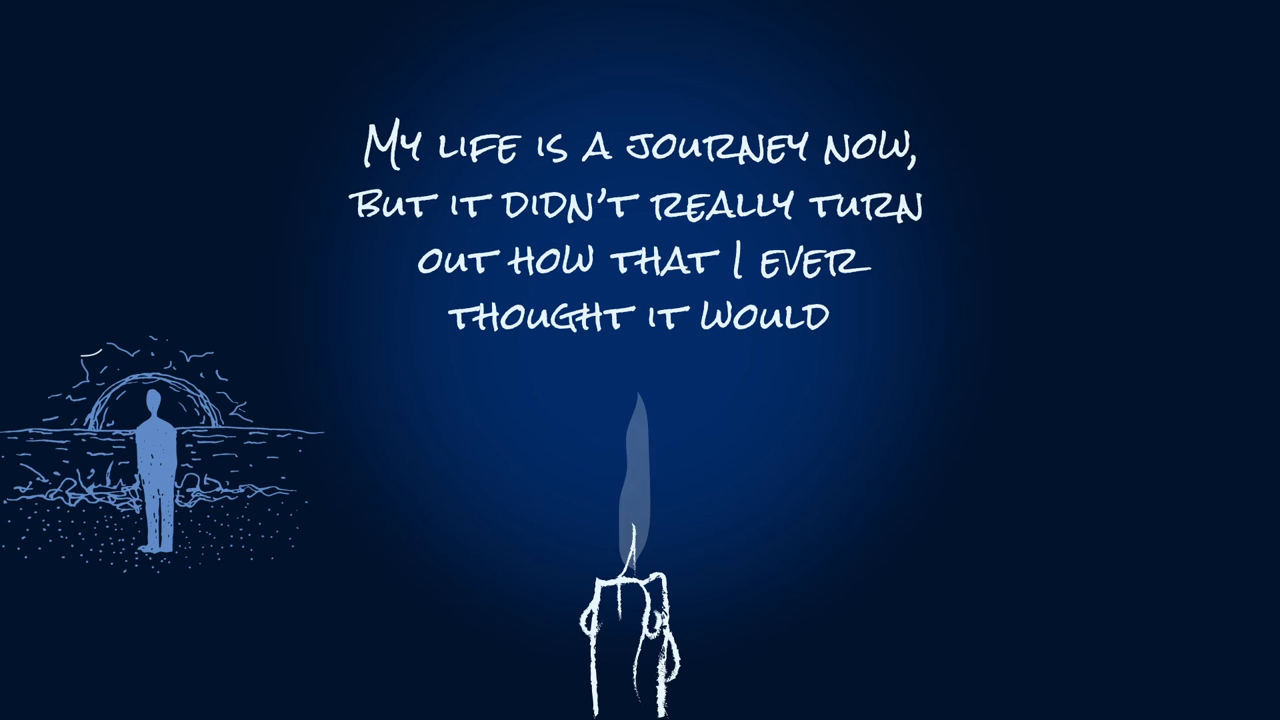 My life is a journey now,
but it didn't really turn
out how that I ever
thought it would